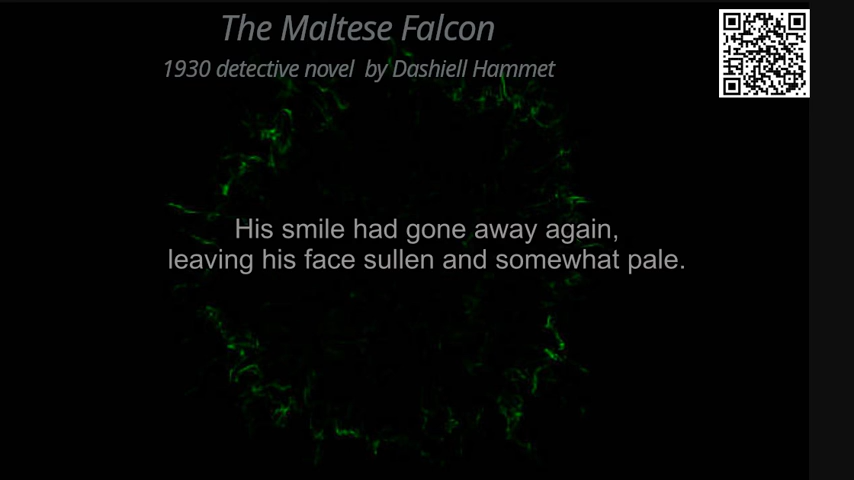 The Maltese Falcon
1930 detective novel  by Dashiell Hammet
His smile had gone away again,
leaving his face sullen and somewhat pale.